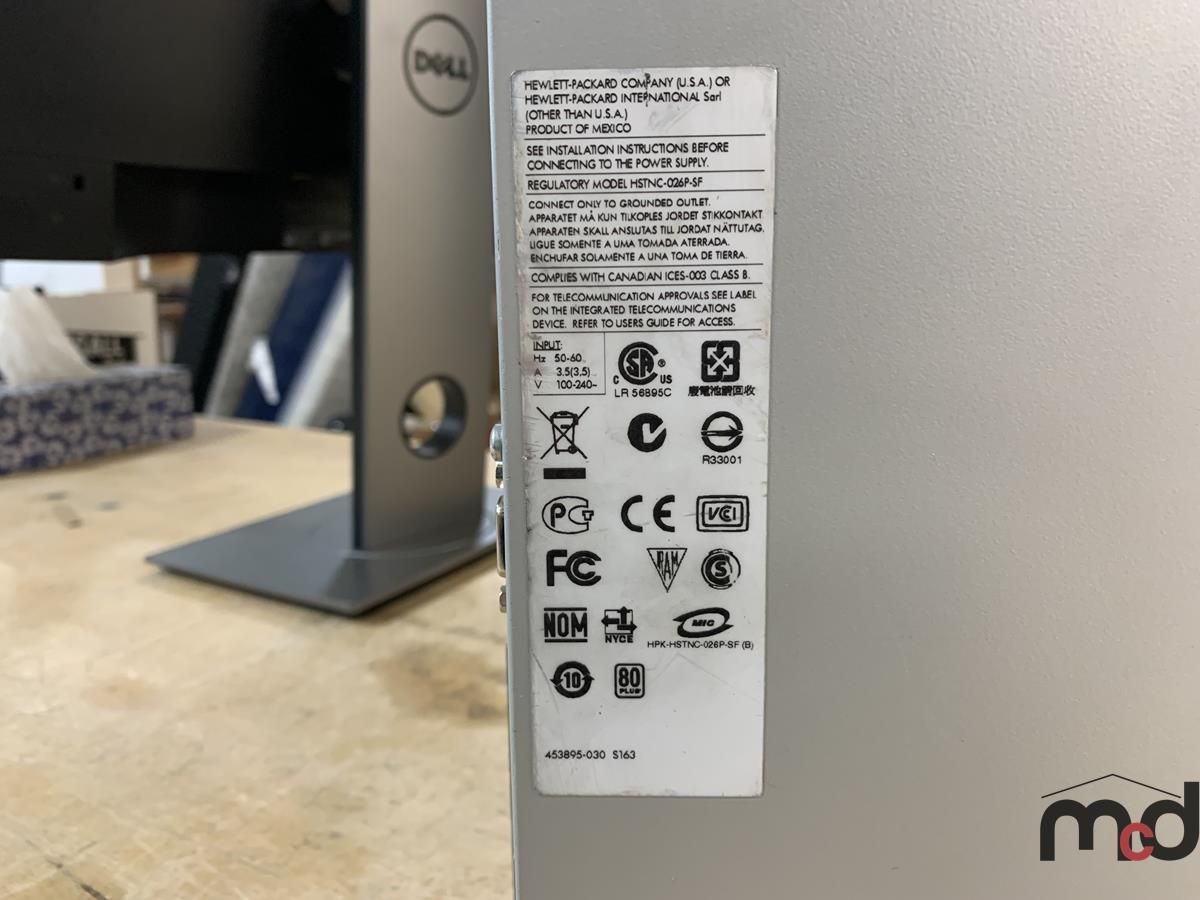 DELL
HEWLETT-PACKARD COMPANY (U.S.A.) OR
HEWLETT-PACKARD INTERNATIONAL Sarl
(OTHER THAN U.S.A.)
PRODUCT OF MEXICO
SEE INSTALLATION INSTRUCTIONS BEFORE
CONNECTING TO THE POWER SUPPLY.
REGULATORY MODEL HSTNC-026P-SF
CONNECT ONLY TO GROUNDED OUTLET.
APPARATET MÅ KUN TILKOPLES JORDET STIKKONTAKT
APPARATEN SKALL ANSLUTAS TILL JORDAT NÄTTUTAG.
LIGUE SOMENTE A UMA TOMADA ATERRADA.
ENCHUFAR SOLAMENTE A UNA TOMA DE TIERRA.
COMPLIES WITH CANADIAN ICES-003 CLASS B.
FOR TELECOMMUNICATION APPROVALS SEE LABEL
ON THE INTEGRATED TELECOMMUNICATIONS
DEVICE. REFER TO USERS GUIDE FOR ACCESS.
INPUT:
Hz 50-60
A 3.5(3,5)
V 100-240~
C SA ® US
LR 56895C
廢電池請回收
R33001
PCT
CE
VCI
FC
RAM
S
NOM
NYCE
MIC
HPK-HSTNC-026P-SF (B)
10
80
PLUS
453895-030 S163
mcd